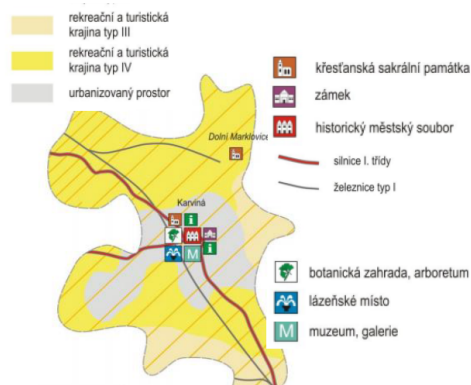 rekreační a turistická
krajina typ III
rekreační a turistická
krajina typ IV
urbanizovaný prostor
křesťanská sakrální památka
zámek
historický městský soubor
silnice I. třídy
železnice typ I
Dolní Marklovice
Karviná
i
i
M
botanická zahrada, arboretum
lázeňské místo
M
muzeum, galerie